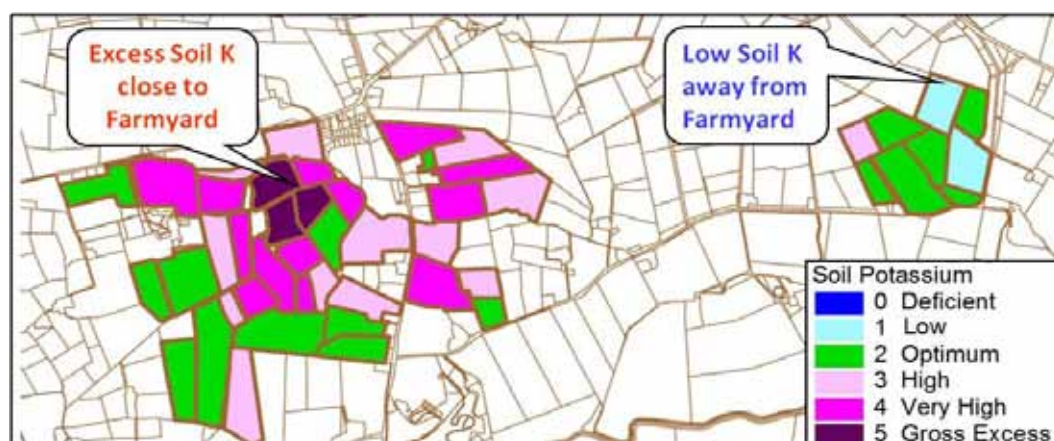 Excess Soil K
close to
Farmyard
Low Soil K
away from
Farmyard
Soil Potassium
0 Deficient
1 Low
2 Optimum
3 High
4 Very High
5 Gross Excess